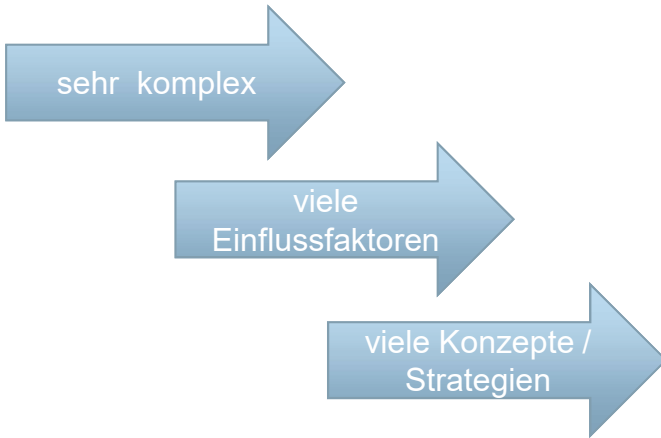 sehr komplex
viele
Einflussfaktoren
viele Konzepte /
Strategien